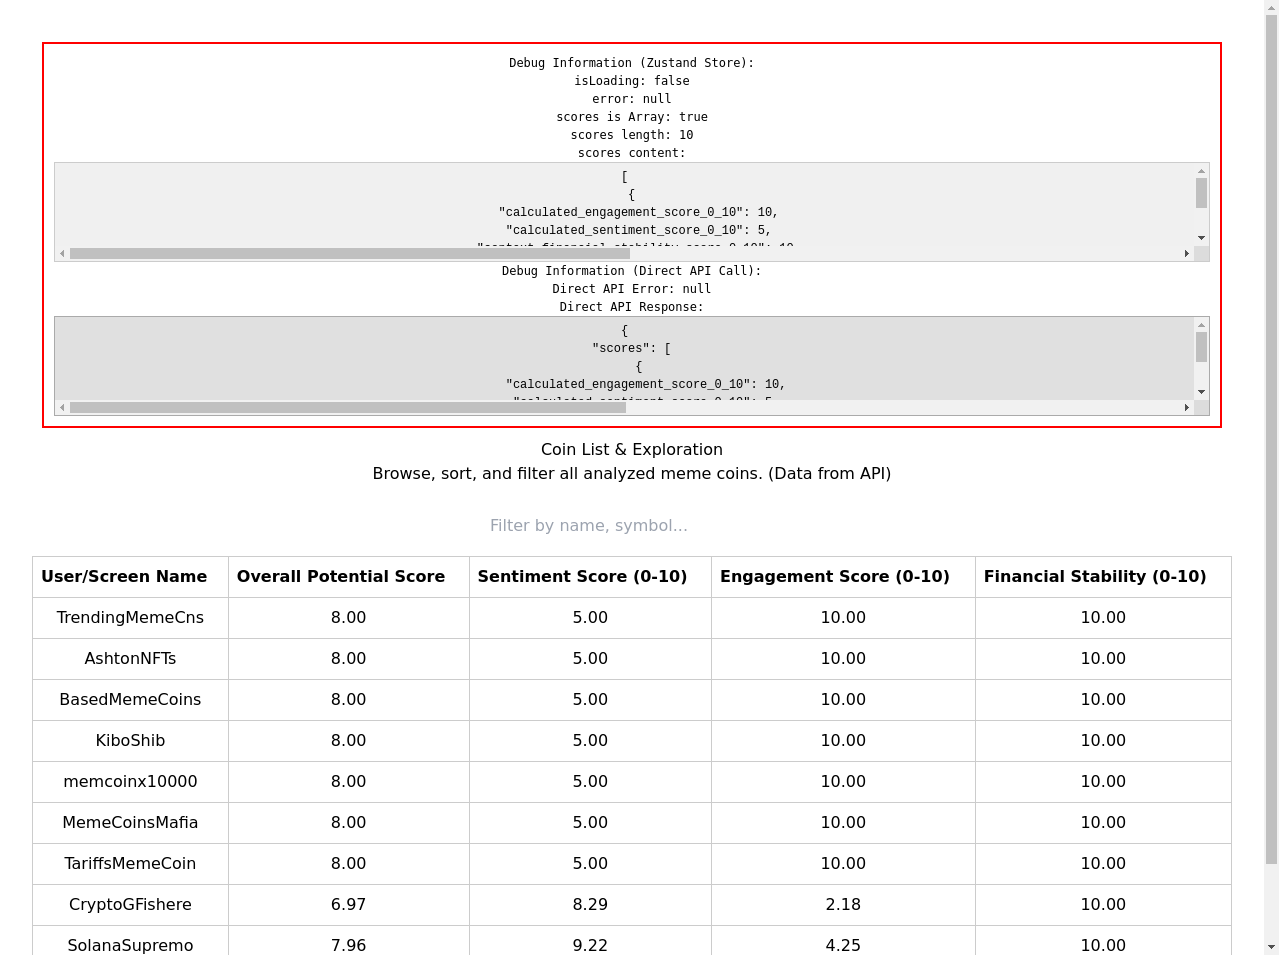 Debug Information (Zustand Store):
isLoading: false
error: null
scores is Array: true
scores length: 10
scores content:
[
{
"calculated_engagement_score_0_10": 10,
"calculated_sentiment_score_0_10": 5,
"context_financial_stability_score_0_10": 10
Debug Information (Direct API Call):
Direct API Error: null
Direct API Response:
{
"scores": [
{
"calculated_engagement_score_0_10": 10,
"calculated_sentiment_score_0_10": 5
Coin List & Exploration
Browse, sort, and filter all analyzed meme coins. (Data from API)
Filter by name, symbol...
User/Screen Name Overall Potential Score Sentiment Score (0-10) Engagement Score (0-10) Financial Stability (0-10)
TrendingMemeCns 8.00 5.00 10.00 10.00
AshtonNFTs 8.00 5.00 10.00 10.00
BasedMemeCoins 8.00 5.00 10.00 10.00
KiboShib 8.00 5.00 10.00 10.00
memcoinx10000 8.00 5.00 10.00 10.00
MemeCoinsMafia 8.00 5.00 10.00 10.00
TariffsMemeCoin 8.00 5.00 10.00 10.00
CryptoGFishere 6.97 8.29 2.18 10.00
SolanaSupremo 7.96 9.22 4.25 10.00